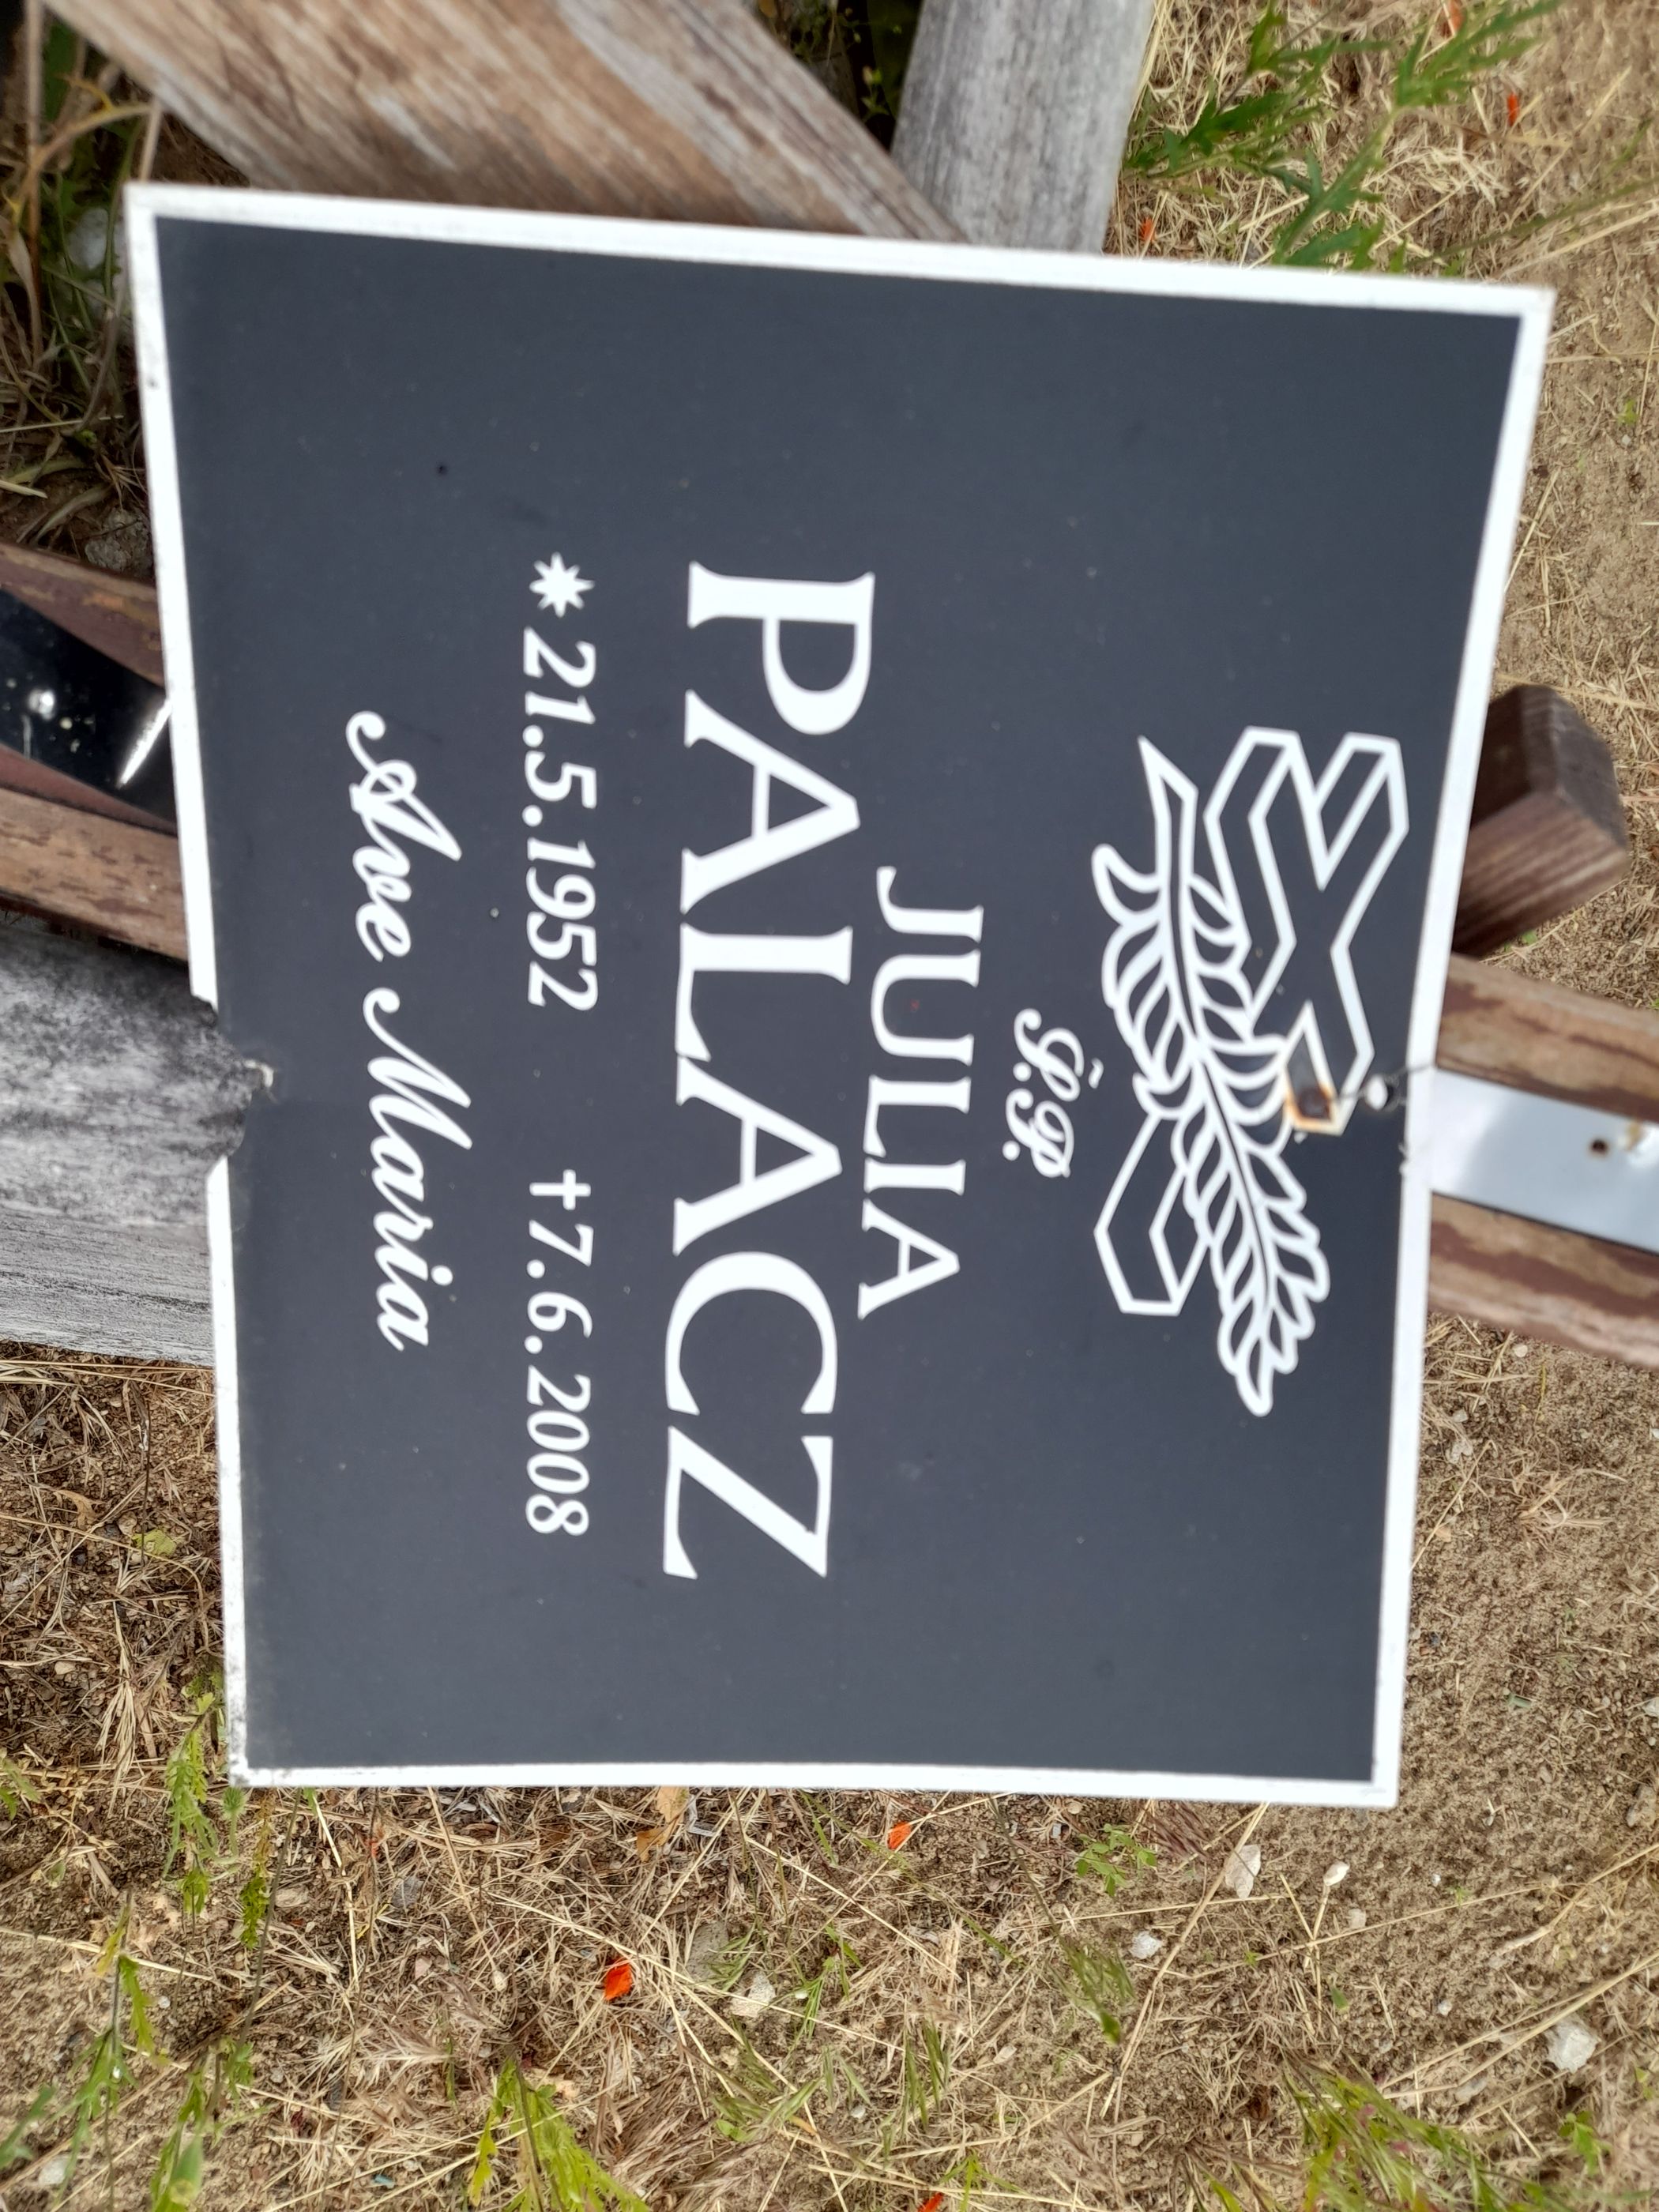 Ś.p.
JULIA
PALACZ
* 21.5.1952 †7.6.2008
Ave Maria